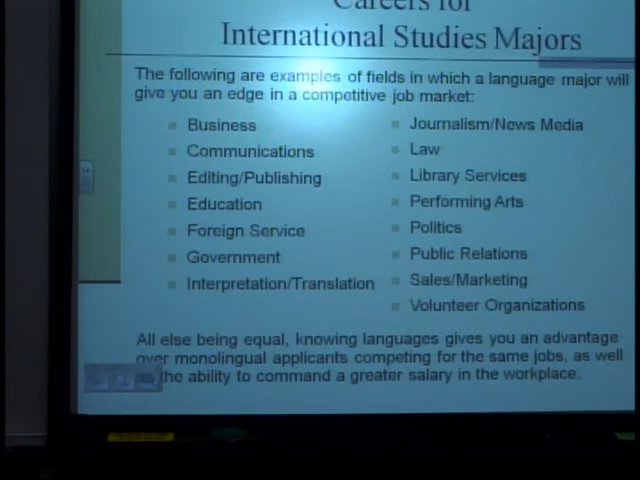 Careers for
International Studies Majors
The following are examples of fields in which a language major will
give you an edge in a competitive job market:
Business
Communications
Editing/Publishing
Education
Foreign Service
Government
Interpretation/Translation
Journalism/News Media
Law
Library Services
Performing Arts
Politics
Public Relations
Sales/Marketing
Volunteer Organizations
All else being equal, knowing languages gives you an advantage
over monolingual applicants competing for the same jobs, as well
as the ability to command a greater salary in the workplace.